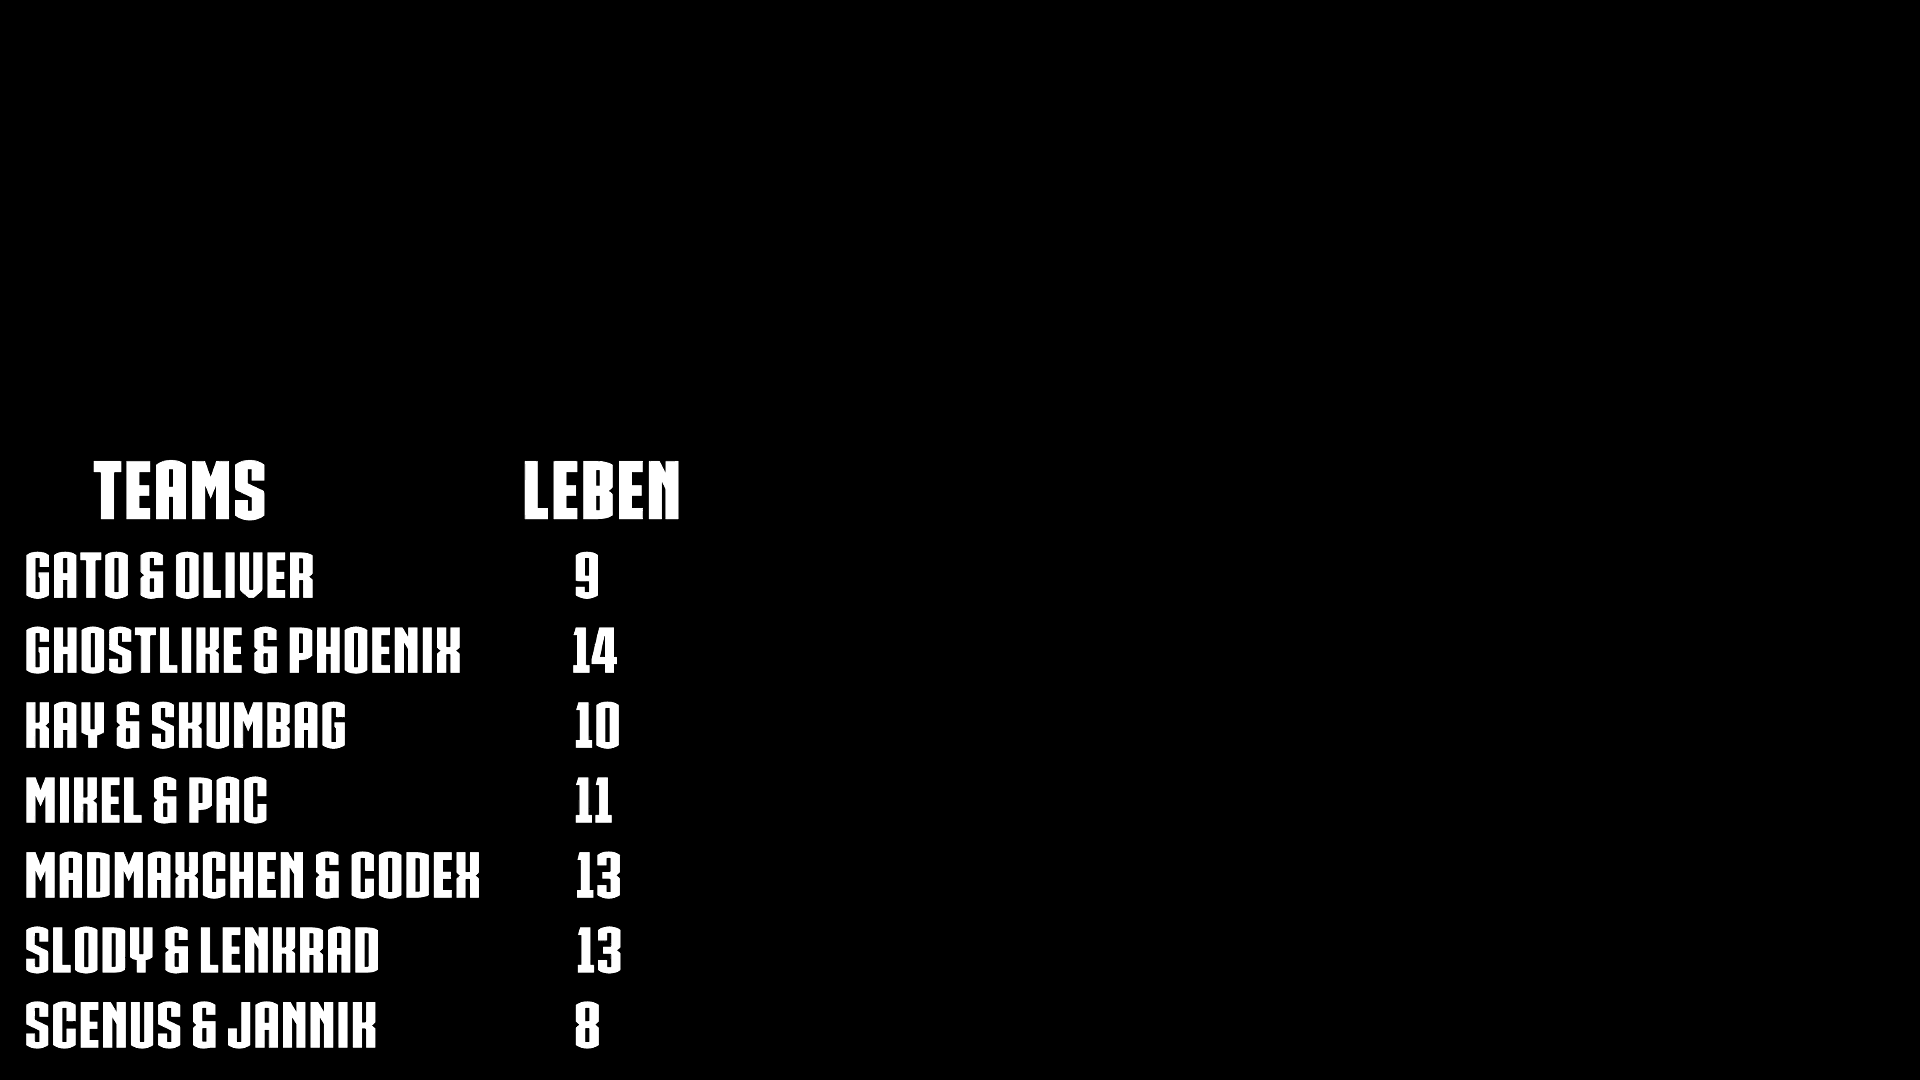 TEAMS LEBEN
GATO & OLIVER 9
GHOSTLIKE & PHOENIX 14
KAY & SKUMBAG 10
MIKEL & PAC 11
MADMAXCHEN & CODEX 13
SLODY & LENKRAD 13
SCENUS & JANNIK 8